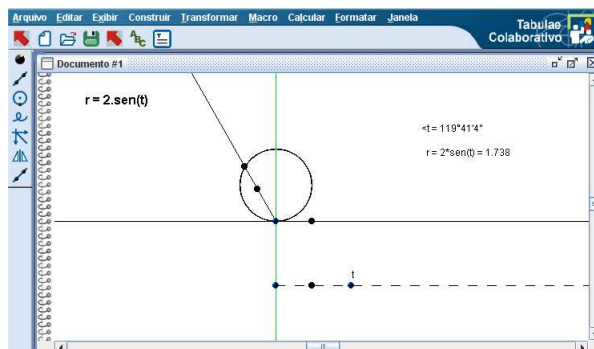 Arquivo Editar Exibir Construir Transformar Macro Calcular Formatar Janela
Tabulae
Colaborativo
ABC
Documento #1
r = 2.sen(t)
<t = 119°41'4"
r = 2*sen(t) = 1.738
t